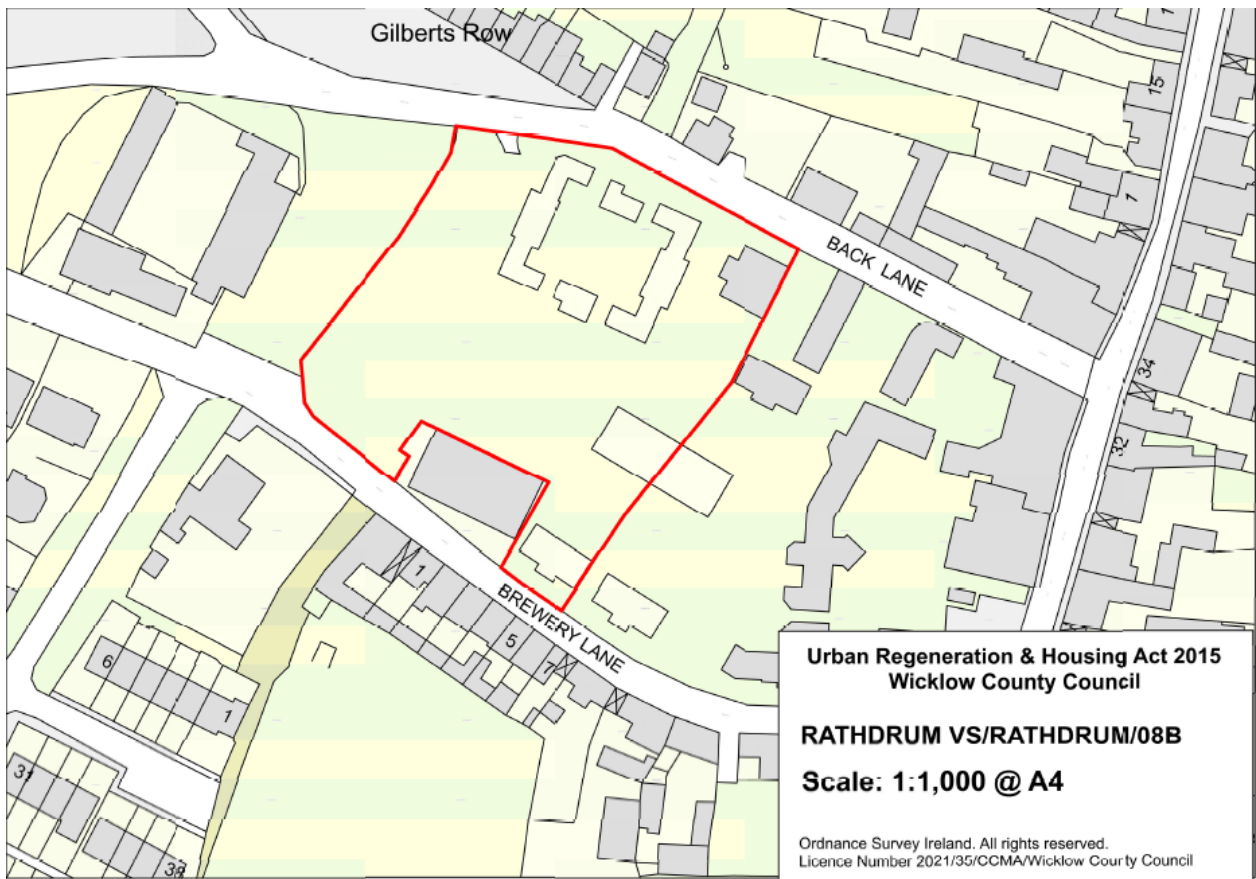 Gilberts Row
15
1
BACK LANE
34
32
1
BREWERY LANE
5
7
6
1
31
38
Urban Regeneration & Housing Act 2015
Wicklow County Council
RATHDRUM VS/RATHDRUM/08B
Scale: 1:1,000 @ A4
Ordnance Survey Ireland. All rights reserved.
Licence Number 2021/35/CCMA/Wicklow County Council